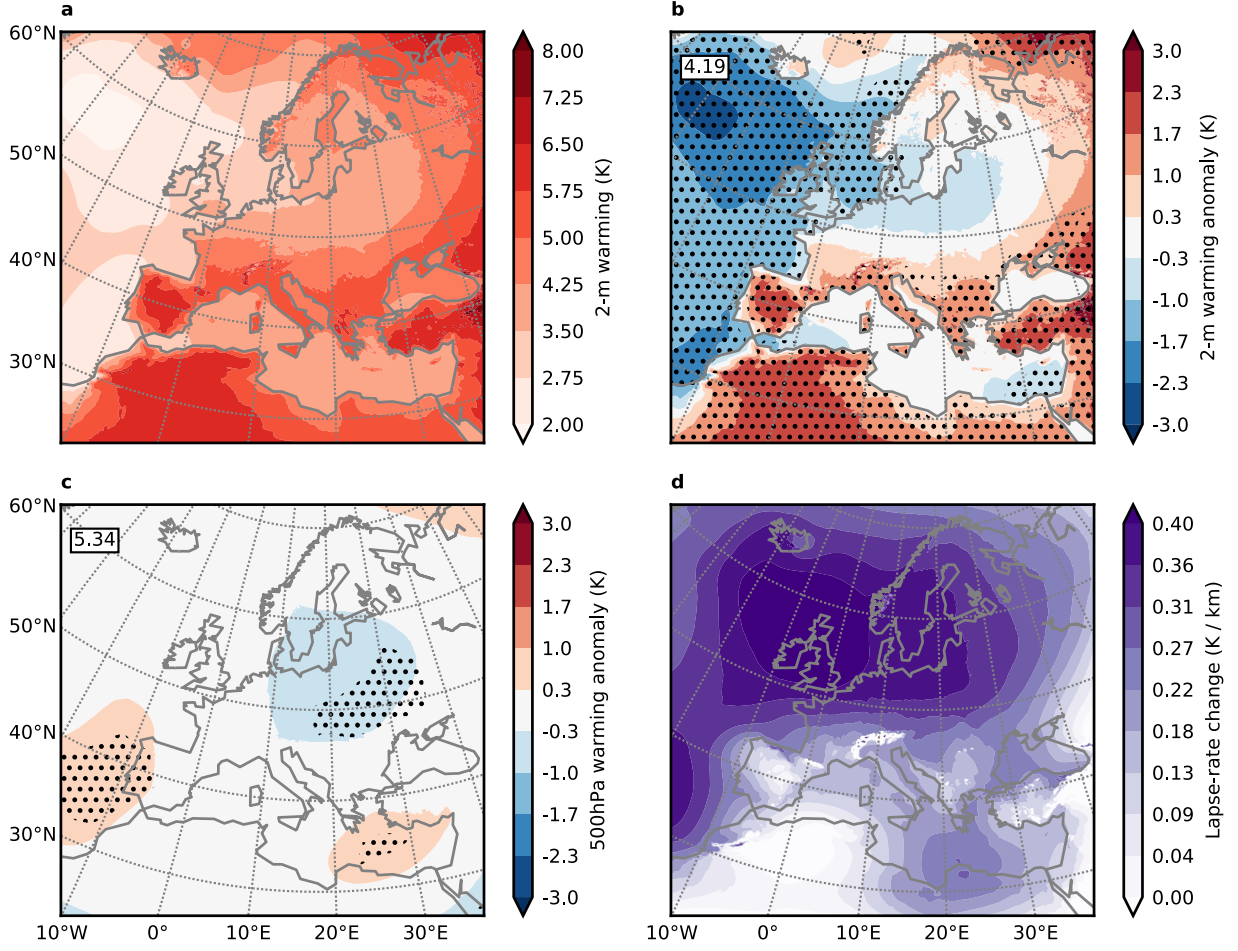 a
b
60°N
50°N
40°N
30°N
8.00
7.25
6.50
5.75
5.00
4.25
3.50
2.75
2.00
2-m warming (K)
4.19
3.0
2.3
1.7
1.0
0.3
-0.3
-1.0
-1.7
-2.3
-3.0
2-m warming anomaly (K)
c
d
60°N
50°N
40°N
30°N
5.34
3.0
2.3
1.7
1.0
0.3
-0.3
-1.0
-1.7
-2.3
-3.0
500hPa warming anomaly (K)
0.40
0.36
0.31
0.27
0.22
0.18
0.13
0.09
0.04
0.00
Lapse-rate change (K / km)
10°W 0° 10°E 20°E 30°E
10°W 0° 10°E 20°E 30°E